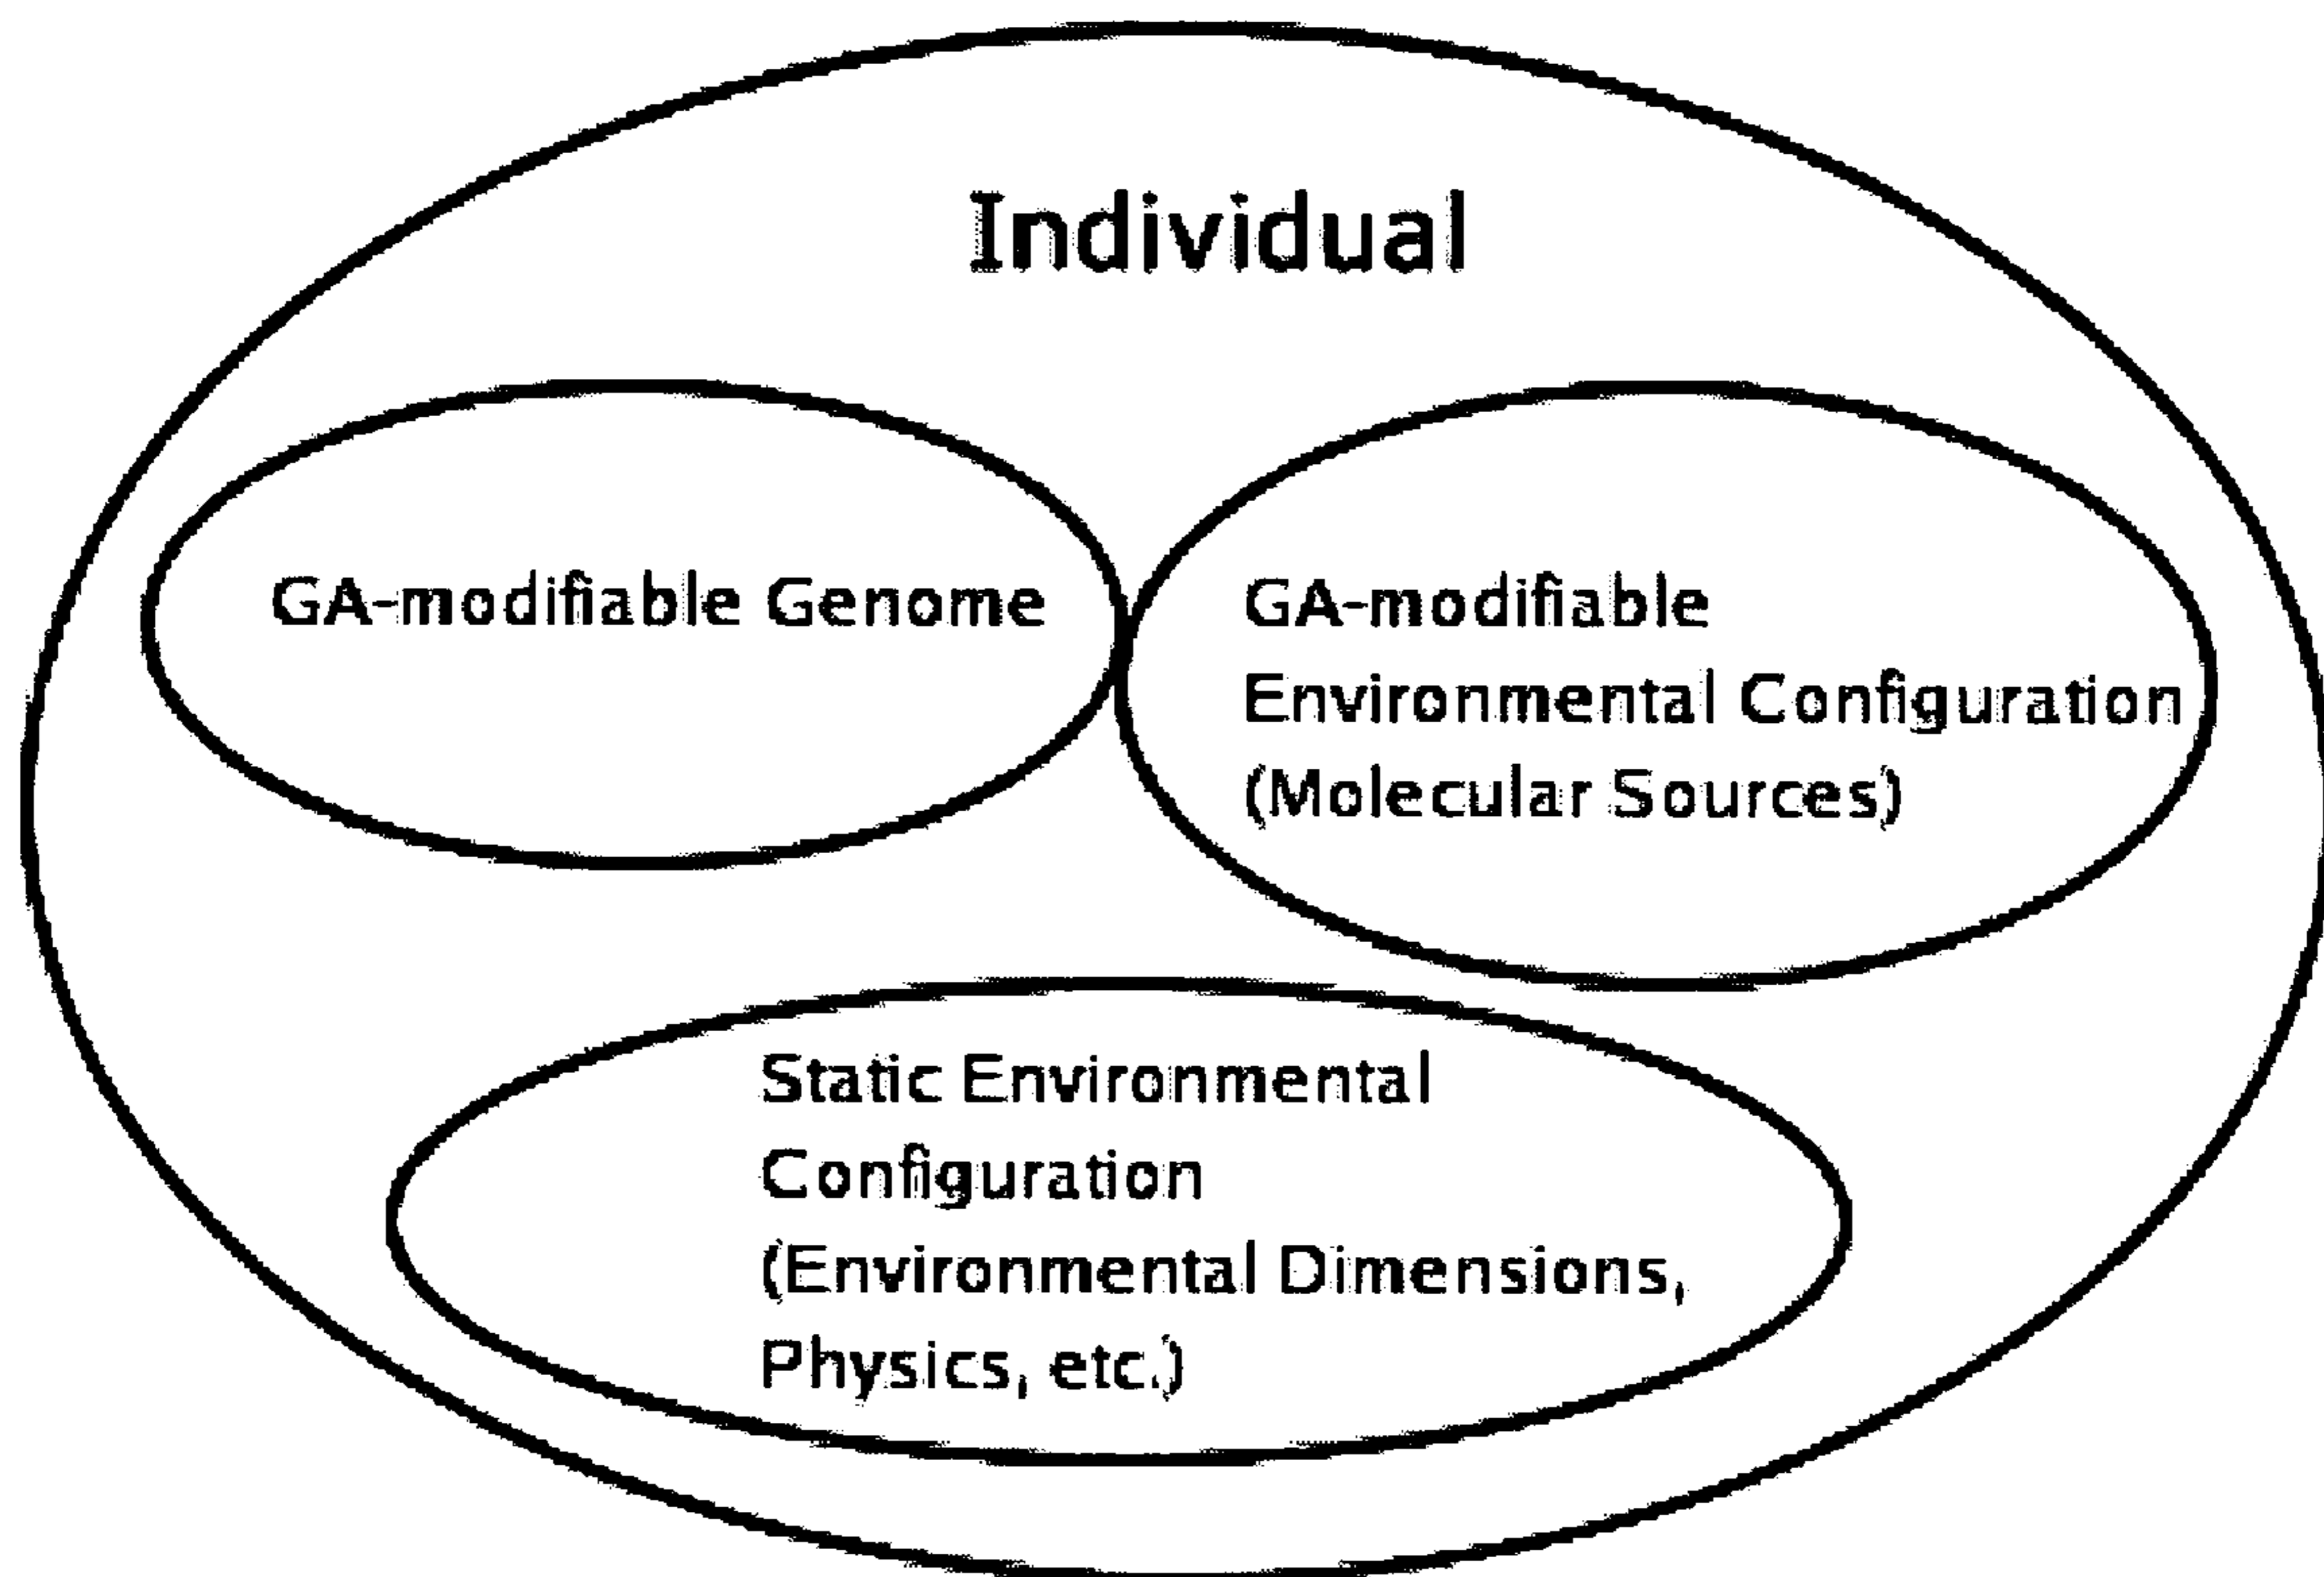 Individual
GA-modifiable Genome
GA-modifiable
Environmental Configuration
(Molecular Sources)
Static Environmental
Configuration
(Environmental Dimensions,
Physics, etc.)